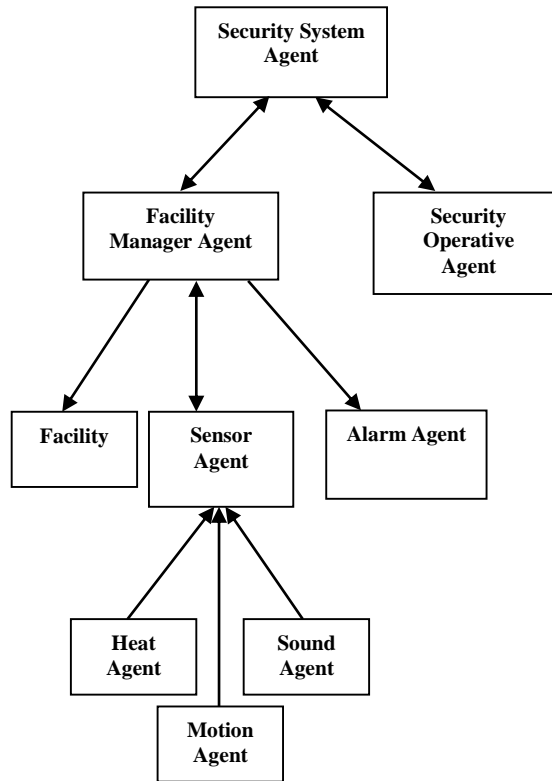 Security System
Agent
Facility
Manager Agent
Security
Operative
Agent
Facility
Sensor
Agent
Alarm Agent
Heat
Agent
Sound
Agent
Motion
Agent